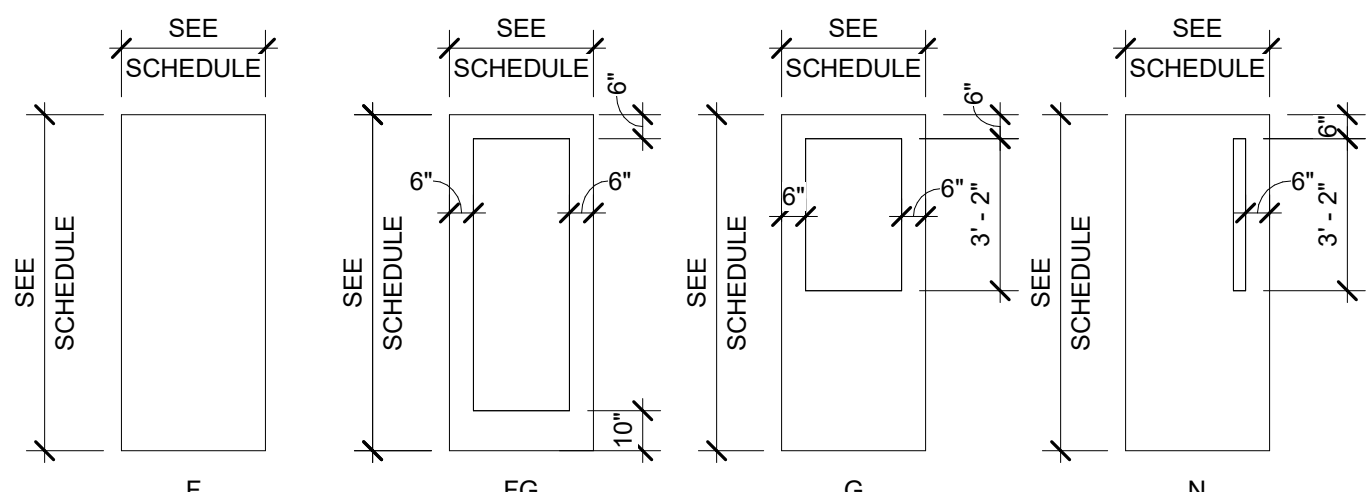 SEE
SCHEDULE
SEE
SCHEDULE
F
SEE
SCHEDULE
6"
6"
6"
SEE
SCHEDULE
10"
FG
SEE
SCHEDULE
6"
6"
6"
3' - 2"
SEE
SCHEDULE
G
SEE
SCHEDULE
6"
6"
3' - 2"
SEE
SCHEDULE
N